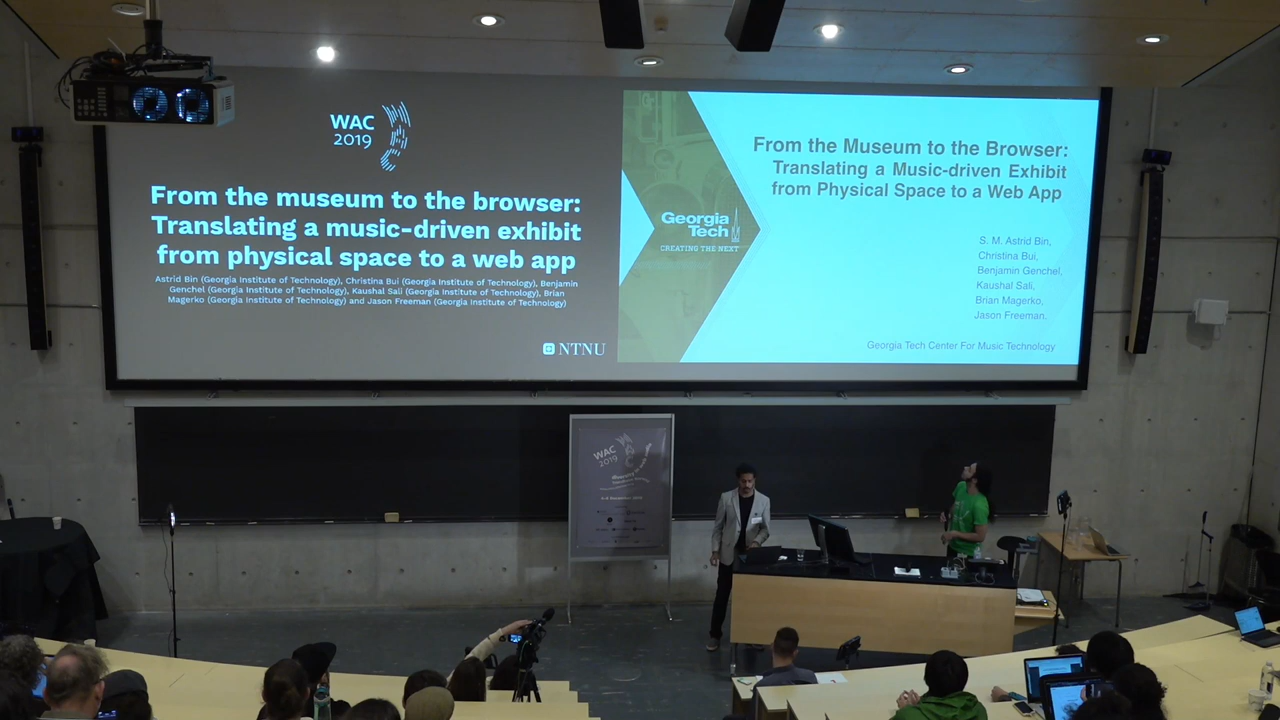 WAC
2019
From the museum to the browser:
Translating a music-driven exhibit
from physical space to a web app
Astrid Bin (Georgia Institute of Technology), Christina Bui (Georgia Institute of Technology), Benjamin
Genchel (Georgia Institute of Technology), Kaushal Sali (Georgia Institute of Technology), Brian
Magerko (Georgia Institute of Technology) and Jason Freeman (Georgia Institute of Technology)
NTNU
Georgia
Tech
CREATING THE NEXT
From the Museum to the Browser:
Translating a Music-driven Exhibit
from Physical Space to a Web App
S. M. Astrid Bin,
Christina Bui,
Benjamin Genchel,
Kaushal Sali,
Brian Magerko,
Jason Freeman.
Georgia Tech Center For Music Technology
WAC
2019